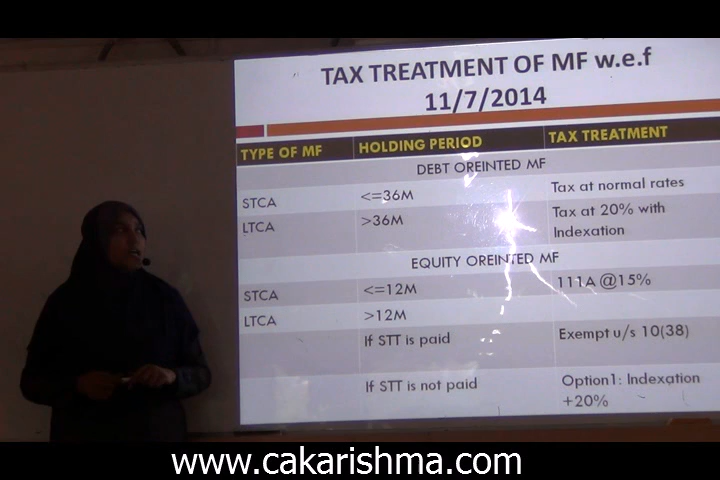 TAX TREATMENT OF MF w.e.f
11/7/2014
TYPE OF MF HOLDING PERIOD TAX TREATMENT
DEBT OREINTED MF
STCA <=36M Tax at normal rates
LTCA >36M Tax at 20% with
Indexation
EQUITY OREINTED MF
STCA <=12M 111A @15%
LTCA >12M
If STT is paid Exempt u/s 10(38)
If STT is not paid Option1: Indexation
+20%
www.cakarishma.com